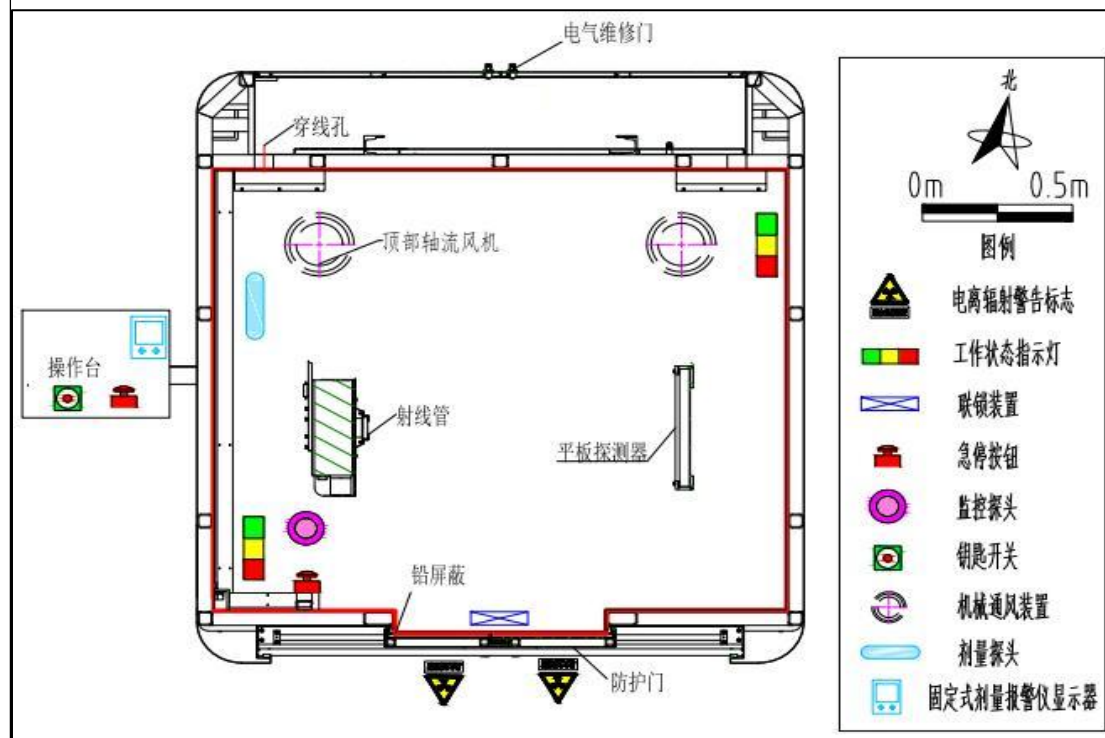 电气维修门
穿线孔
顶部轴流风机
操作台
射线管
平板探测器
铅屏蔽
防护门
北
0m 0.5m
图例
电离辐射警告标志
工作状态指示灯
联锁装置
急停按钮
监控探头
钥匙开关
机械通风装置
剂量探头
固定式剂量报警仪显示器